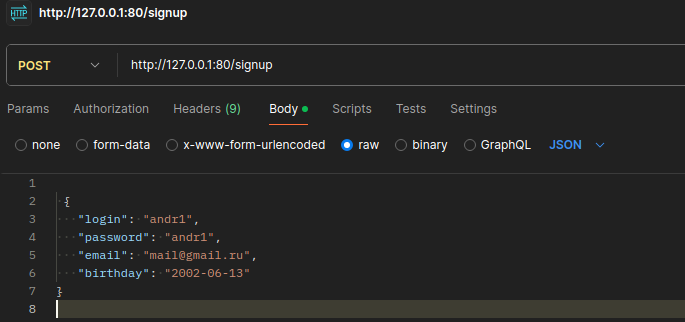 HTTP http://127.0.0.1:80/signup
POST http://127.0.0.1:80/signup
Params Authorization Headers (9) Body Scripts Tests Settings
none form-data x-www-form-urlencoded raw binary GraphQL JSON
1
2 {
3 "login": "andr1",
4 "password": "andr1",
5 "email": "mail@gmail.ru",
6 "birthday": "2002-06-13"
7 }
8